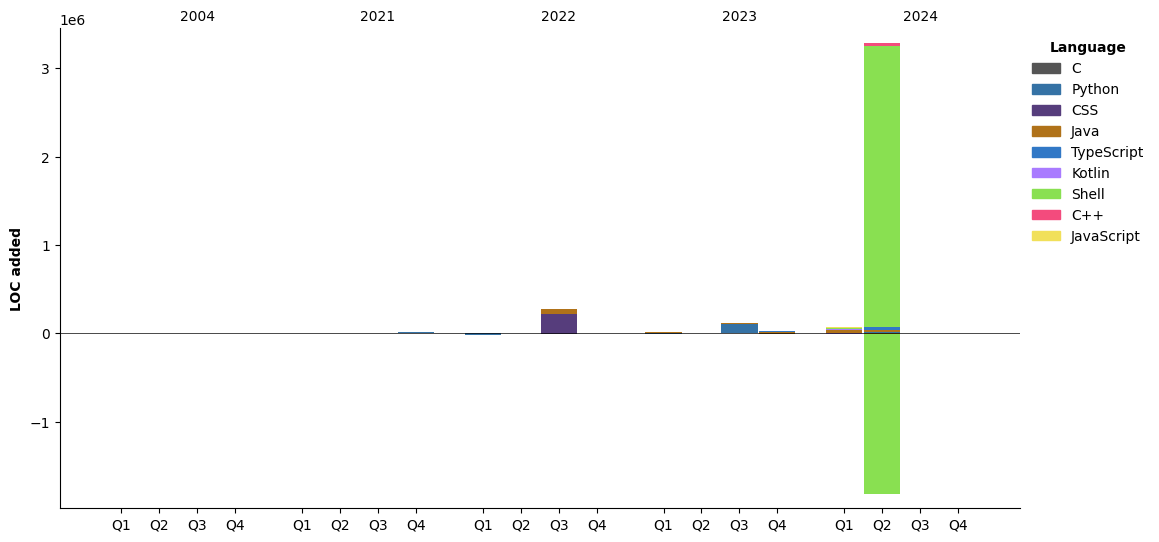 2004 2021 2022 2023 2024
1e6
Language
C
Python
CSS
Java
TypeScript
Kotlin
Shell
C++
JavaScript
LOC added
3
2
1
0
−1
Q1 Q2 Q3 Q4 Q1 Q2 Q3 Q4 Q1 Q2 Q3 Q4 Q1 Q2 Q3 Q4 Q1 Q2 Q3 Q4